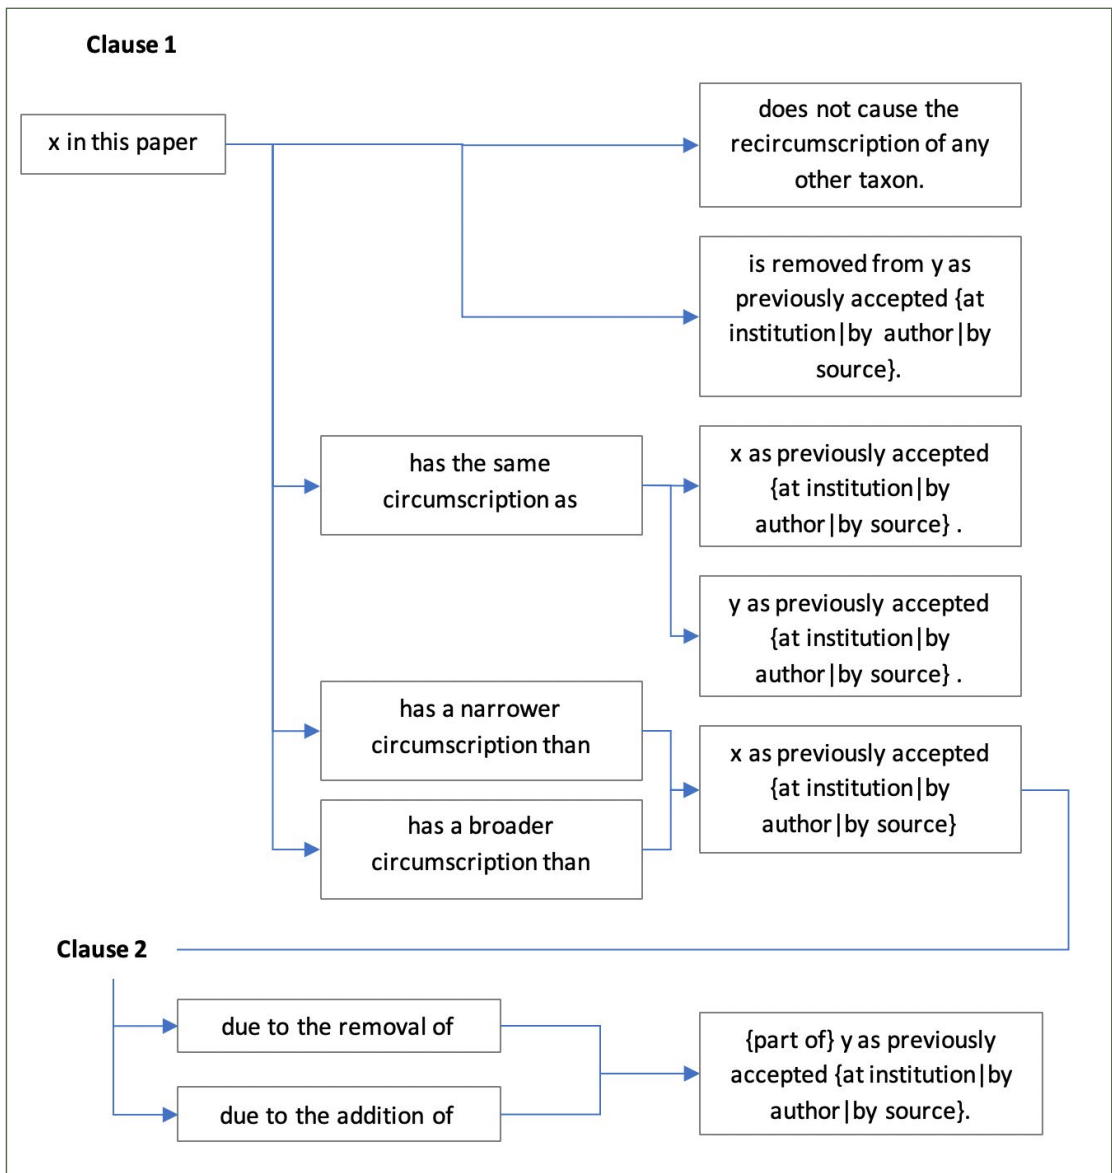 Clause 1
x in this paper
does not cause the
recircumscription of any
other taxon.
is removed from y as
previously accepted {at
institution|by author|by
source}.
has the same
circumscription as
x as previously accepted
{at institution|by
author|by source} .
y as previously accepted
{at institution|by
author|by source} .
has a narrower
circumscription than
has a broader
circumscription than
x as previously accepted
{at institution|by
author|by source}
Clause 2
due to the removal of
due to the addition of
{part of} y as previously
accepted {at institution|by
author|by source}.